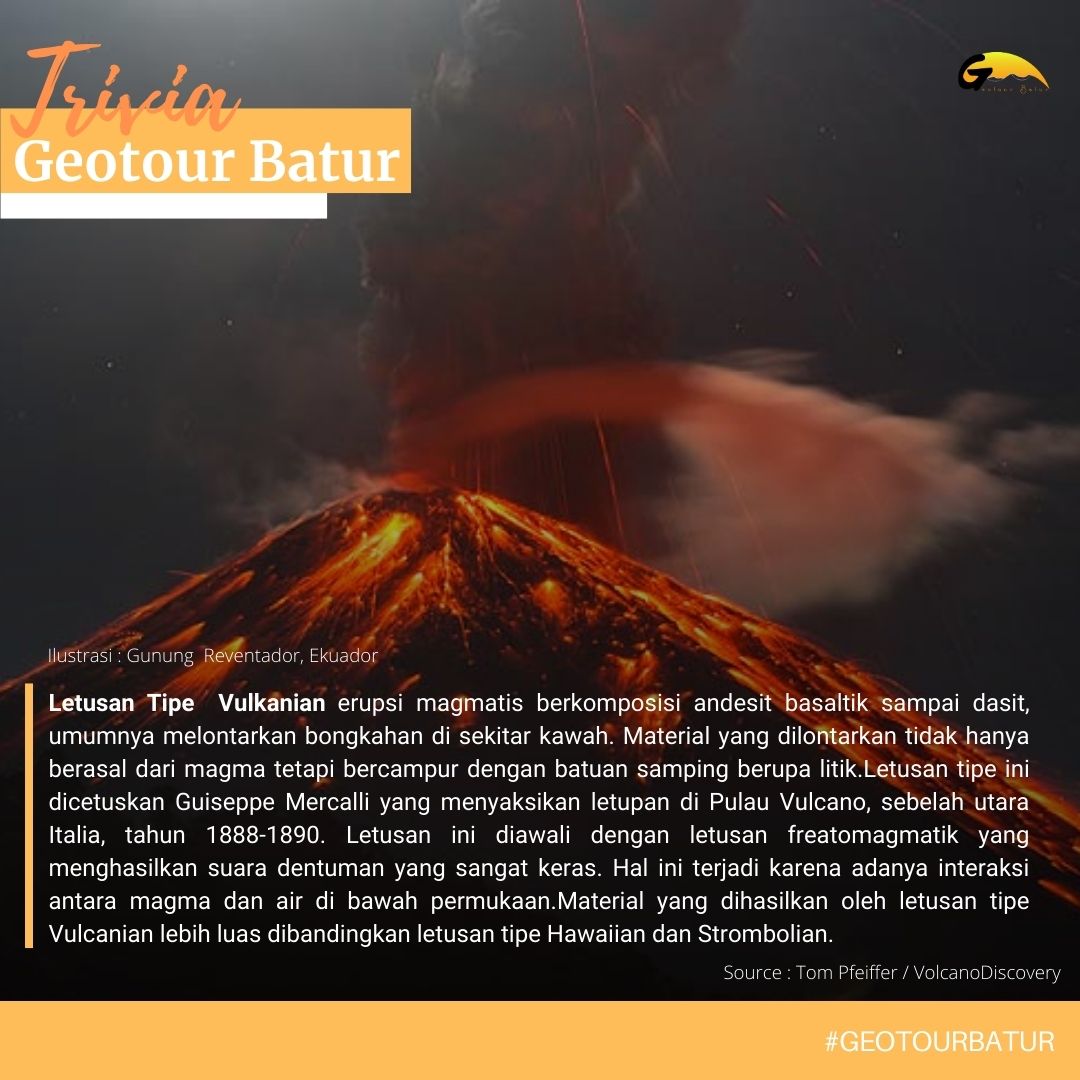 Trivia
Geotour Batur
Ilustrasi : Gunung Reventador, Ekuador
Letusan Tipe Vulkanian erupsi magmatis berkomposisi andesit basaltik sampai dasit,
umumnya melontarkan bongkahan di sekitar kawah. Material yang dilontarkan tidak hanya
berasal dari magma tetapi bercampur dengan batuan samping berupa litik.Letusan tipe ini
dicetuskan Guiseppe Mercalli yang menyaksikan letupan di Pulau Vulcano, sebelah utara
Italia, tahun 1888-1890. Letusan ini diawali dengan letusan freatomagmatik yang
menghasilkan suara dentuman yang sangat keras. Hal ini terjadi karena adanya interaksi
antara magma dan air di bawah permukaan.Material yang dihasilkan oleh letusan tipe
Vulcanian lebih luas dibandingkan letusan tipe Hawaiian dan Strombolian.
Source : Tom Pfeiffer / VolcanoDiscovery
#GEOTOURBATUR